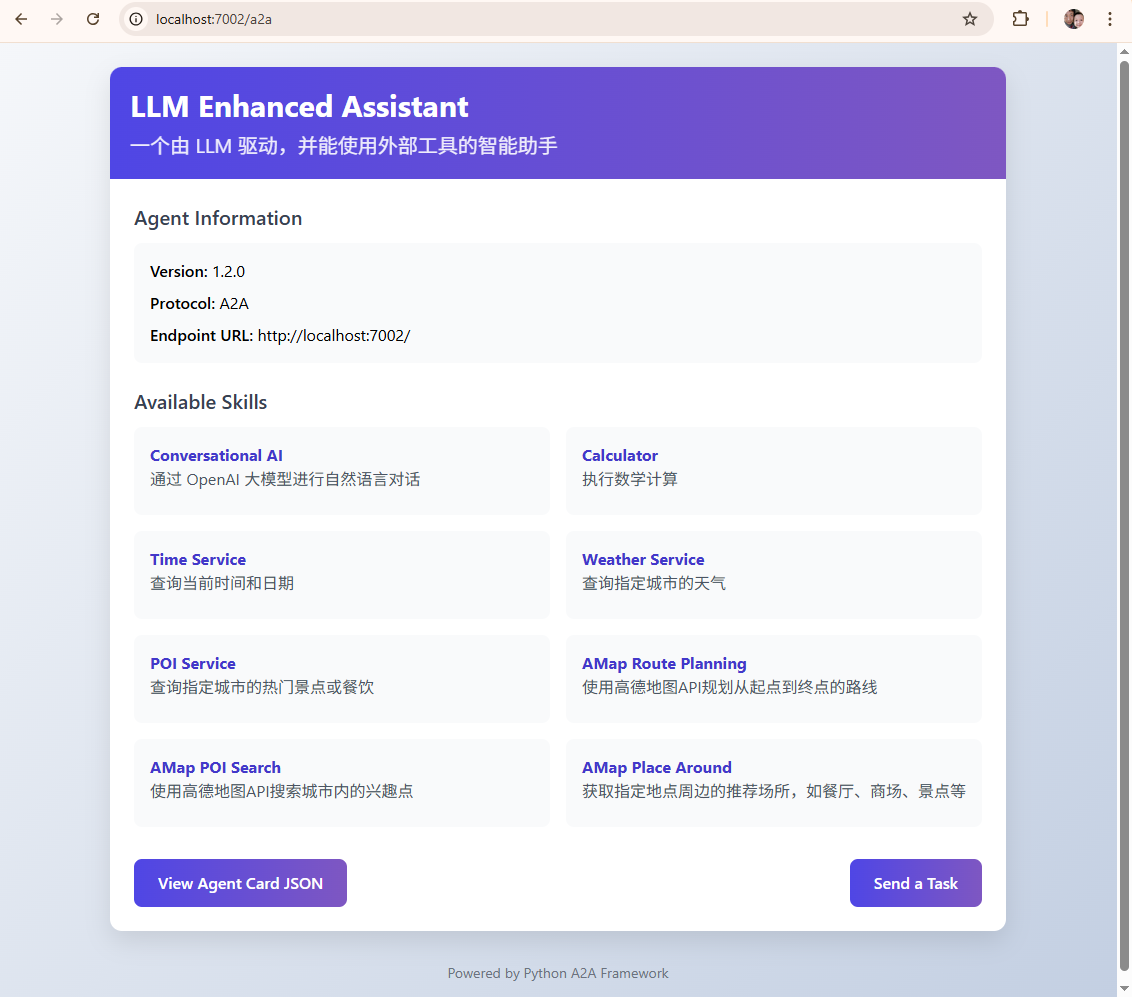 localhost:7002/a2a
LLM Enhanced Assistant
一个由 LLM 驱动，并能使用外部工具的智能助手
Agent Information
Version: 1.2.0
Protocol: A2A
Endpoint URL: http://localhost:7002/
Available Skills
Conversational AI
通过 OpenAI 大模型进行自然语言对话
Calculator
执行数学计算
Time Service
查询当前时间和日期
Weather Service
查询指定城市的天气
POI Service
查询指定城市的热门景点或餐饮
AMap Route Planning
使用高德地图API规划从起点到终点的路线
AMap POI Search
使用高德地图API搜索城市内的兴趣点
AMap Place Around
获取指定地点周边的推荐场所，如餐厅、商场、景点等
View Agent Card JSON
Send a Task
Powered by Python A2A Framework